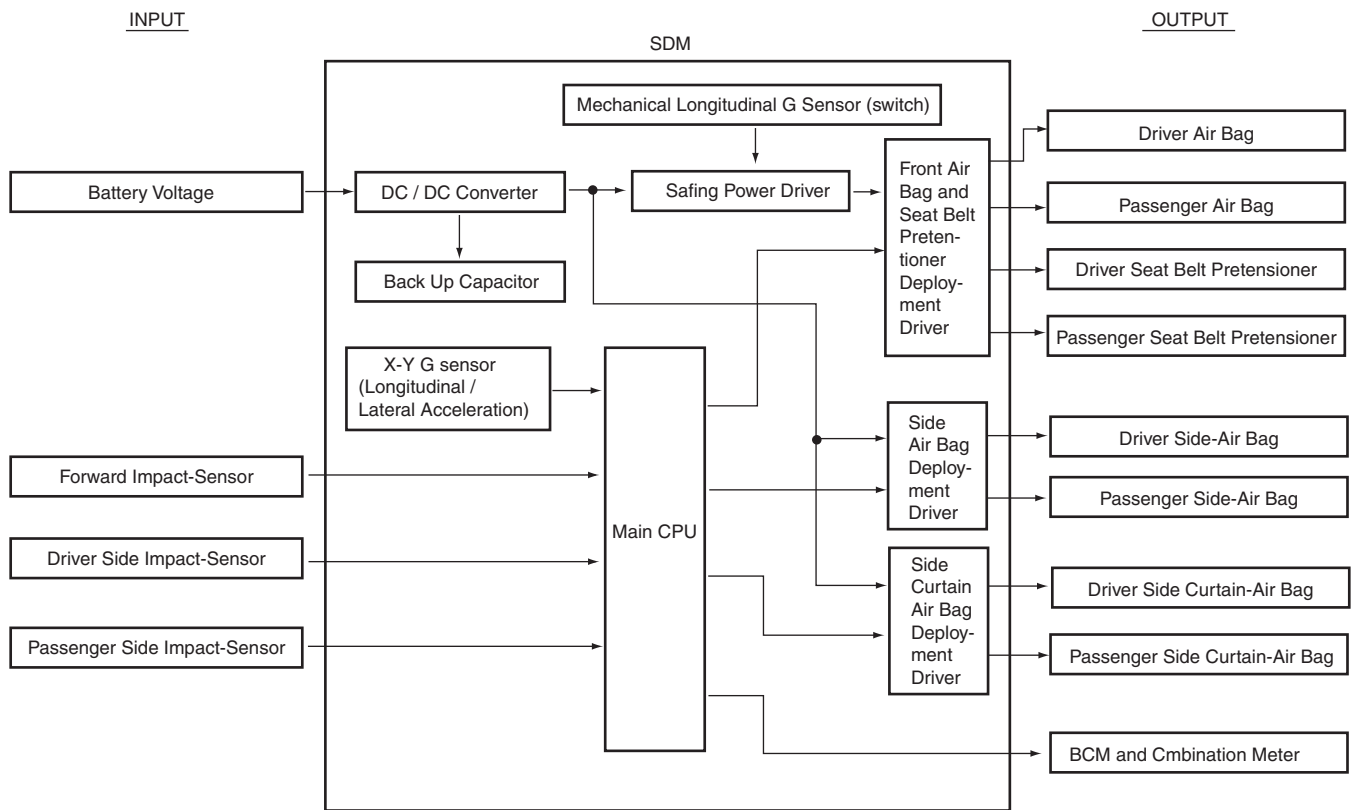 INPUT
OUTPUT
SDM
Mechanical Longitudinal G Sensor (switch)
Battery Voltage
DC / DC Converter
Safing Power Driver
Back Up Capacitor
Front Air
Bag and
Seat Belt
Preten-
tioner
Deploy-
ment
Driver
Driver Air Bag
Passenger Air Bag
Driver Seat Belt Pretensioner
Passenger Seat Belt Pretensioner
X-Y G sensor
(Longitudinal /
Lateral Acceleration)
Forward Impact-Sensor
Driver Side Impact-Sensor
Passenger Side Impact-Sensor
Main CPU
Side
Air Bag
Deploy-
ment
Driver
Driver Side-Air Bag
Passenger Side-Air Bag
Side
Curtain
Air Bag
Deploy-
ment
Driver
Driver Side Curtain-Air Bag
Passenger Side Curtain-Air Bag
BCM and Cmbination Meter